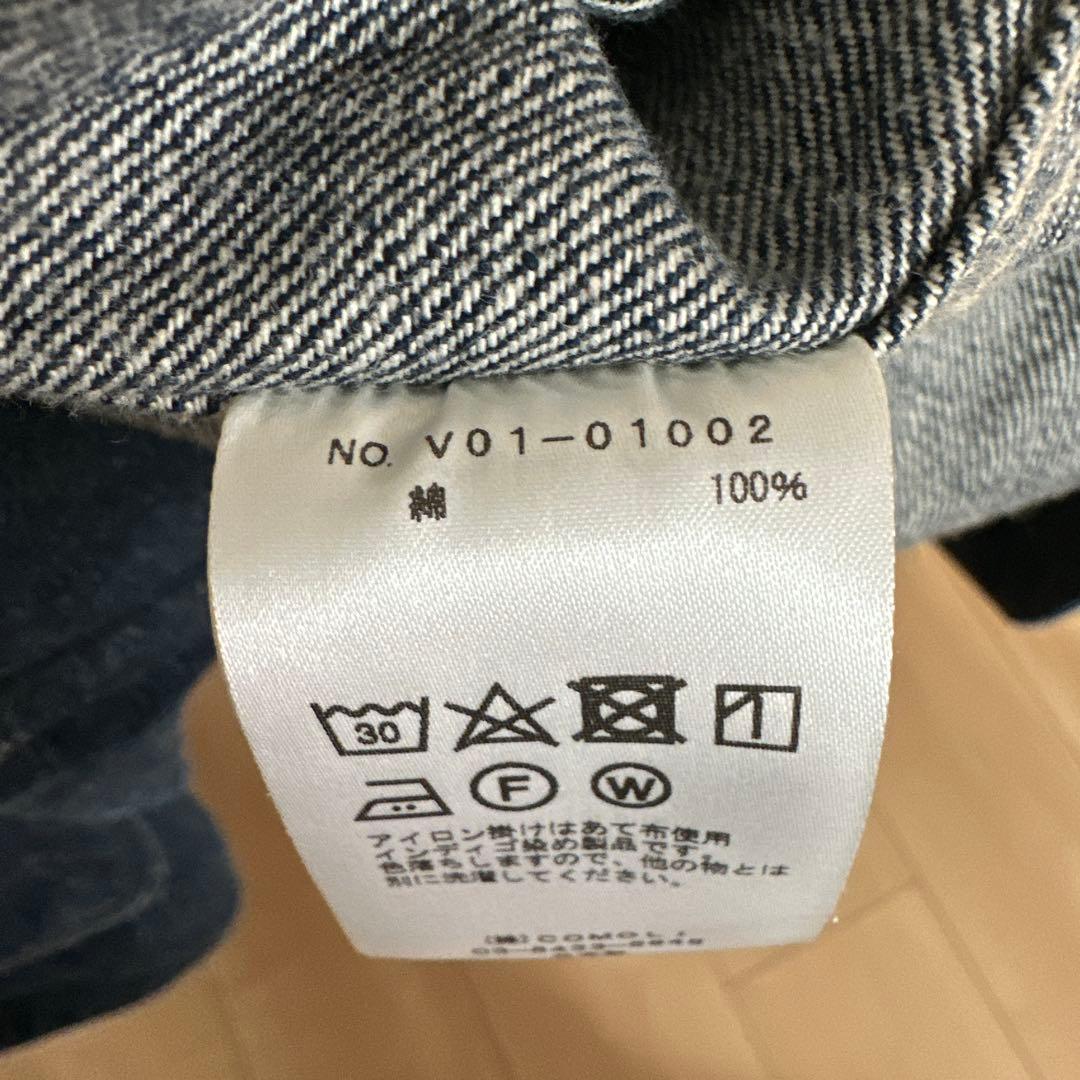 No. V01-01002
綿 100%
30
F W
アイロン掛けはあて布使用
インディゴ染め製品です。
色落ちしますので、他の物とは
別に洗濯してください。
(株)COMOLI